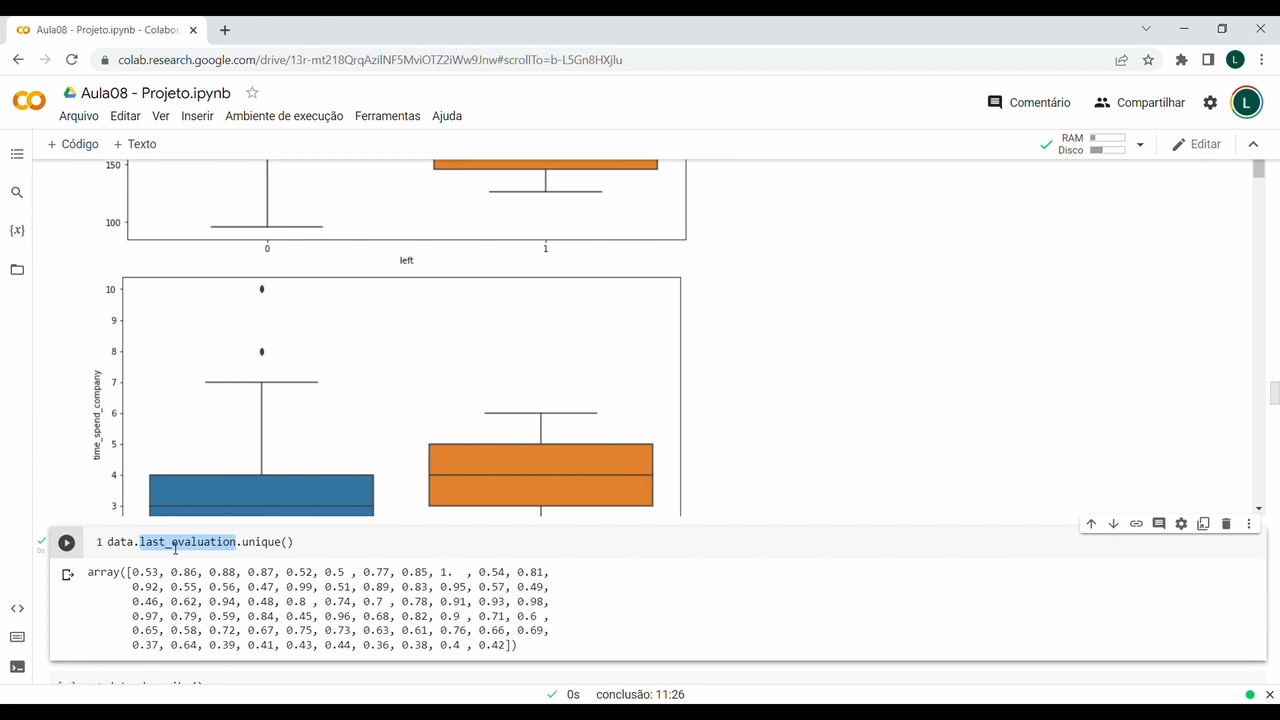 Aula08 - Projeto.ipynb - Colabor
colab.research.google.com/drive/13r-mt218QrqAzilNF5MviOTZ2iWw9Jnw#scrollTo=b-L5Gn8HXjlu
L
CO
Aula08 - Projeto.ipynb
Comentário
Compartilhar
L
Arquivo Editar Ver Inserir Ambiente de execução Ferramentas Ajuda
+ Código + Texto
RAM
Disco
Editar
{x}
150
100
0 1
left
10
9
8
7
6
5
4
3
time_spend_company
0s
1 data.last_evaluation.unique()
array([0.53, 0.86, 0.88, 0.87, 0.52, 0.5 , 0.77, 0.85, 1. , 0.54, 0.81,
0.92, 0.55, 0.56, 0.47, 0.99, 0.51, 0.89, 0.83, 0.95, 0.57, 0.49,
0.46, 0.62, 0.94, 0.48, 0.8 , 0.74, 0.7 , 0.78, 0.91, 0.93, 0.98,
0.97, 0.79, 0.59, 0.84, 0.45, 0.96, 0.68, 0.82, 0.9 , 0.71, 0.6 ,
0.65, 0.58, 0.72, 0.67, 0.75, 0.73, 0.63, 0.61, 0.76, 0.66, 0.69,
0.37, 0.64, 0.39, 0.41, 0.43, 0.44, 0.36, 0.38, 0.4 , 0.42])
0s conclusão: 11:26